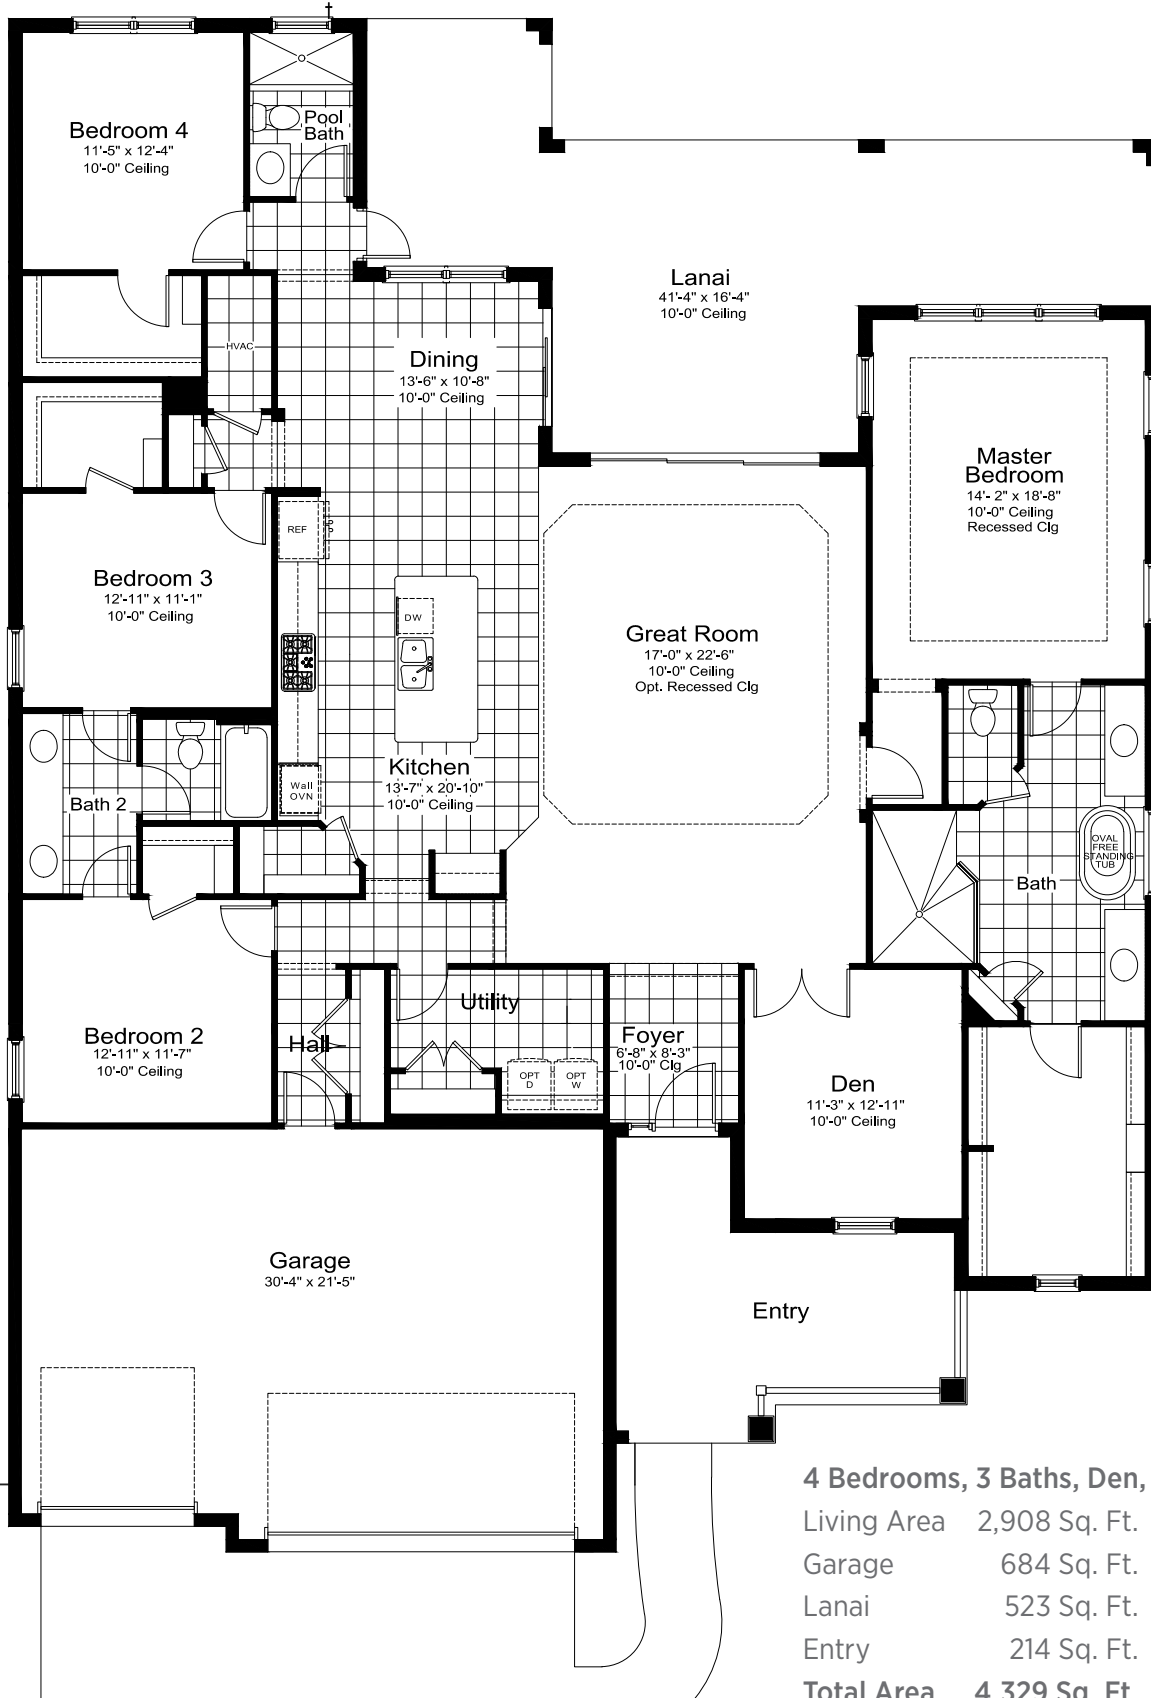 Bedroom 4
11'-5" x 12'-4"
10'-0" Ceiling
Pool
Bath
Lanai
41'-4" x 16'-4"
10'-0" Ceiling
HVAC
Dining
13'-6" x 10'-8"
10'-0" Ceiling
Master
Bedroom
14'- 2" x 18'-8"
10'-0" Ceiling
Recessed Clg
REF
Bedroom 3
12'-11" x 11'-1"
10'-0" Ceiling
DW
Great Room
17'-0" x 22'-6"
10'-0" Ceiling
Opt. Recessed Clg
Kitchen
13'-7" x 20'-10"
10'-0" Ceiling
Wall
OVN
Bath 2
OVAL
FREE
STANDING
TUB
Bath
Utility
Bedroom 2
12'-11" x 11'-7"
10'-0" Ceiling
Hall
Foyer
6'-8" x 8'-3"
10'-0" Clg
OPT
D
OPT
W
Den
11'-3" x 12'-11"
10'-0" Ceiling
Garage
30'-4" x 21'-5"
Entry
4 Bedrooms, 3 Baths, Den,
Living Area 2,908 Sq. Ft.
Garage 684 Sq. Ft.
Lanai 523 Sq. Ft.
Entry 214 Sq. Ft.
Total Area 4,329 Sq. Ft.